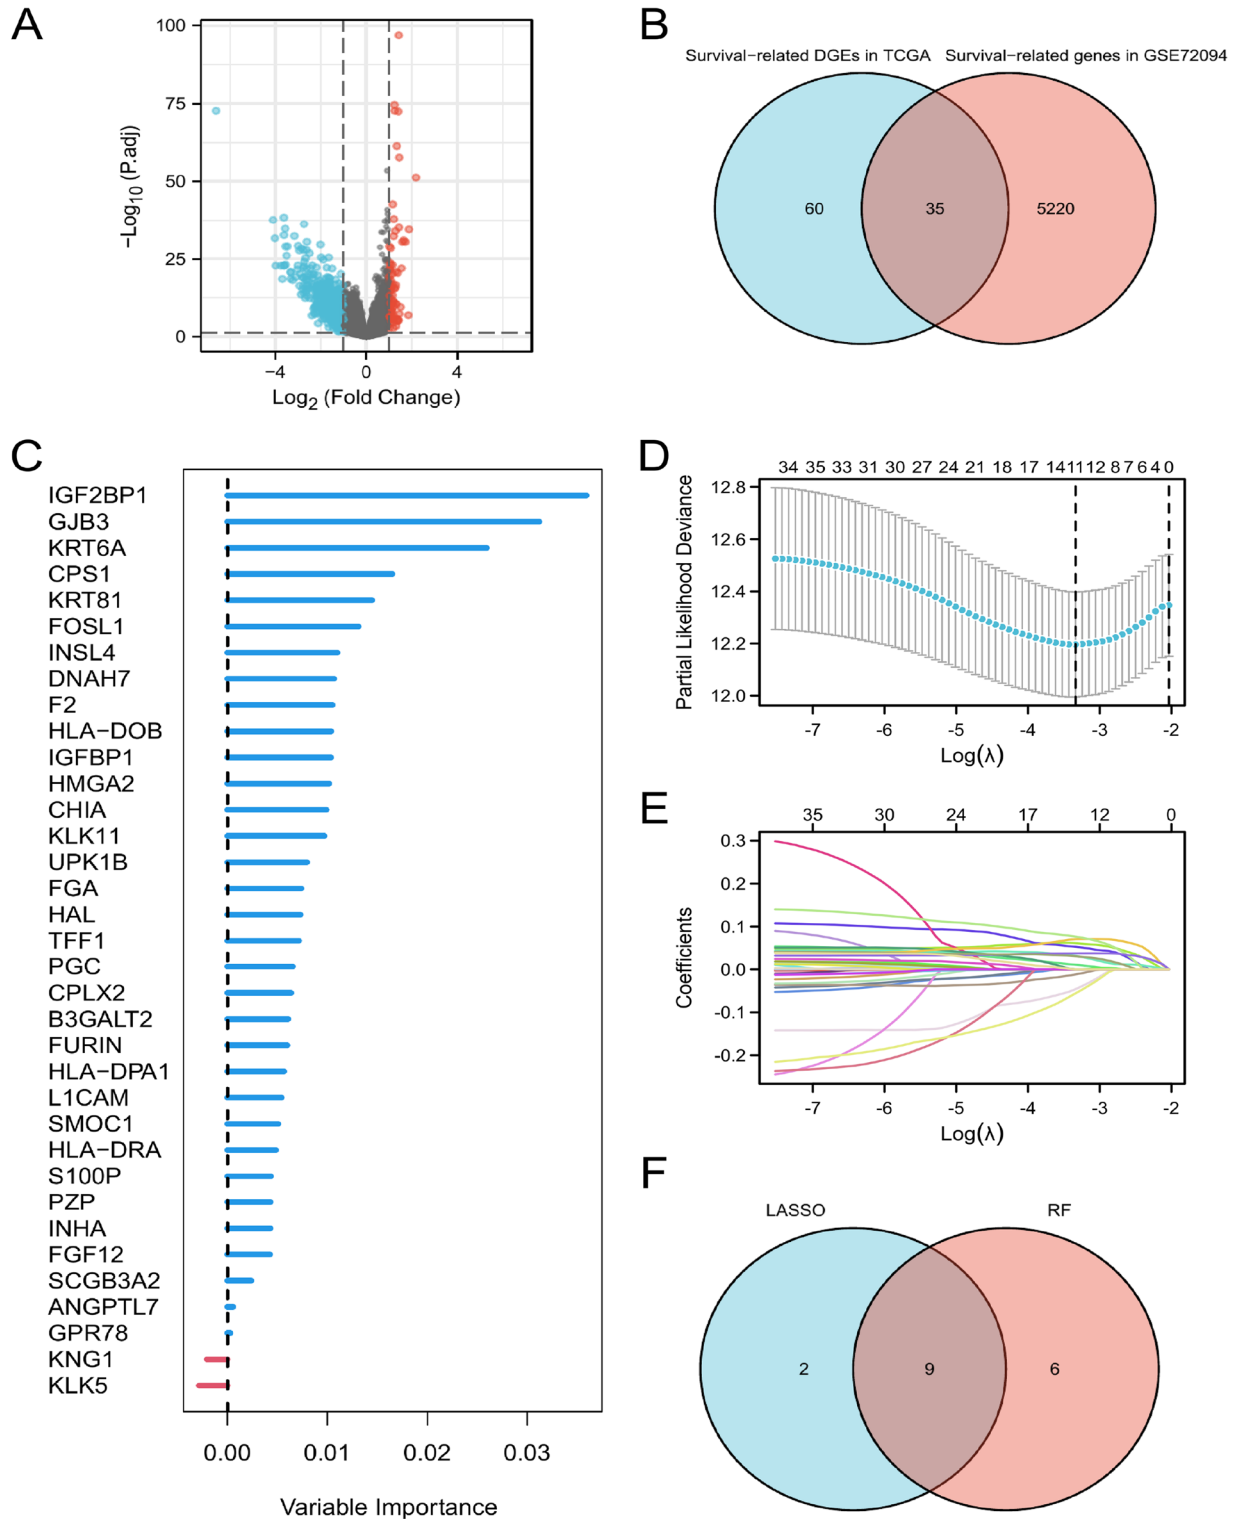 A
100
75
50
25
0
−Log10 (P.adj)
−4 0 4
Log2 (Fold Change)
B
Survival−related DGEs in TCGA Survival−related genes in GSE72094
60 35 5220
C
IGF2BP1
GJB3
KRT6A
CPS1
KRT81
FOSL1
INSL4
DNAH7
F2
HLA−DOB
IGFBP1
HMGA2
CHIA
KLK11
UPK1B
FGA
HAL
TFF1
PGC
CPLX2
B3GALT2
FURIN
HLA−DPA1
L1CAM
SMOC1
HLA−DRA
S100P
PZP
INHA
FGF12
SCGB3A2
ANGPTL7
GPR78
KNG1
KLK5
0.00 0.01 0.02 0.03
Variable Importance
D
34 35 33 31 30 27 24 21 18 17 14 11 12 8 7 6 4 0
12.8
12.6
12.4
12.2
12.0
Partial Likelihood Deviance
-7 -6 -5 -4 -3 -2
Log(λ)
E
35 30 24 17 12 0
0.3
0.2
0.1
0.0
-0.1
-0.2
Coefficients
-7 -6 -5 -4 -3 -2
Log(λ)
F
LASSO RF
2 9 6